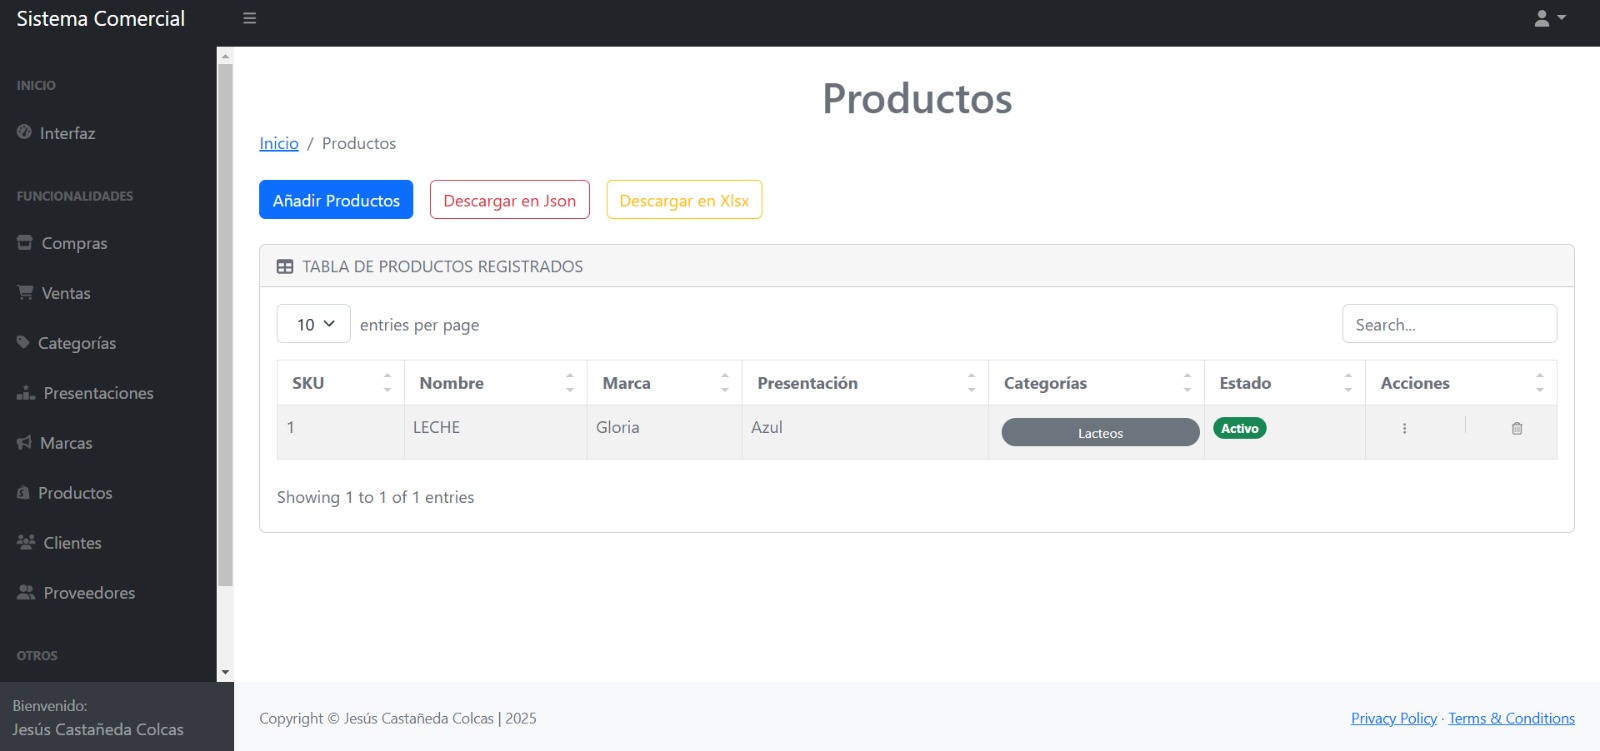 Sistema Comercial
INICIO
Interfaz
FUNCIONALIDADES
Compras
Ventas
Categorías
Presentaciones
Marcas
Productos
Clientes
Proveedores
OTROS
Bienvenido:
Jesús Castañeda Colcas
Productos
Inicio / Productos
Añadir Productos Descargar en Json Descargar en Xlsx
TABLA DE PRODUCTOS REGISTRADOS
10 entries per page Search...
SKU Nombre Marca Presentación Categorías Estado Acciones
1 LECHE Gloria Azul Lacteos Activo
Showing 1 to 1 of 1 entries
Copyright © Jesús Castañeda Colcas | 2025 Privacy Policy · Terms & Conditions